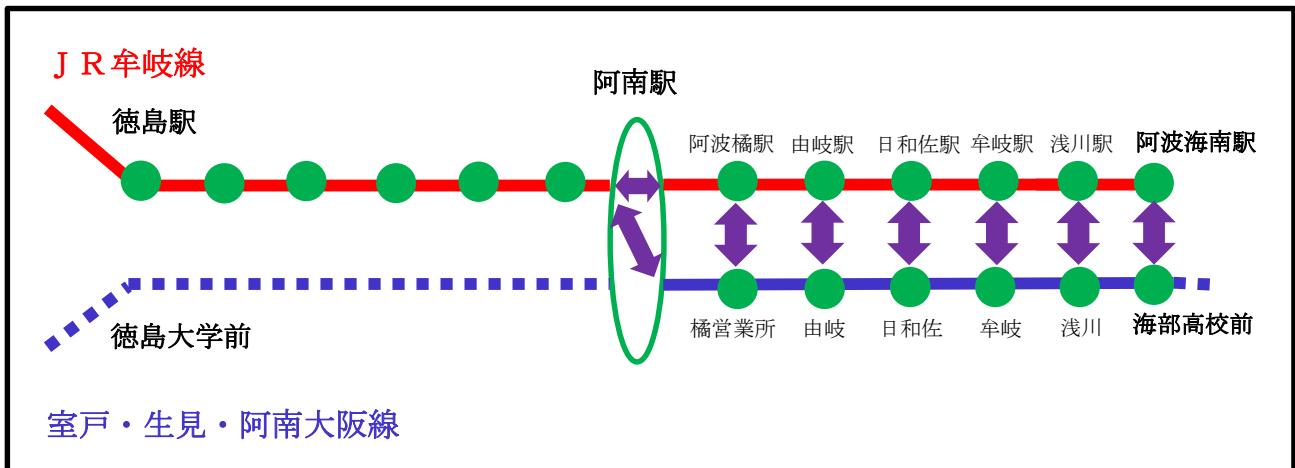 ＪＲ牟岐線
徳島駅
阿南駅
阿波橘駅
由岐駅
日和佐駅
牟岐駅
浅川駅
阿波海南駅
徳島大学前
橘営業所
由岐
日和佐
牟岐
浅川
海部高校前
室戸・生見・阿南大阪線